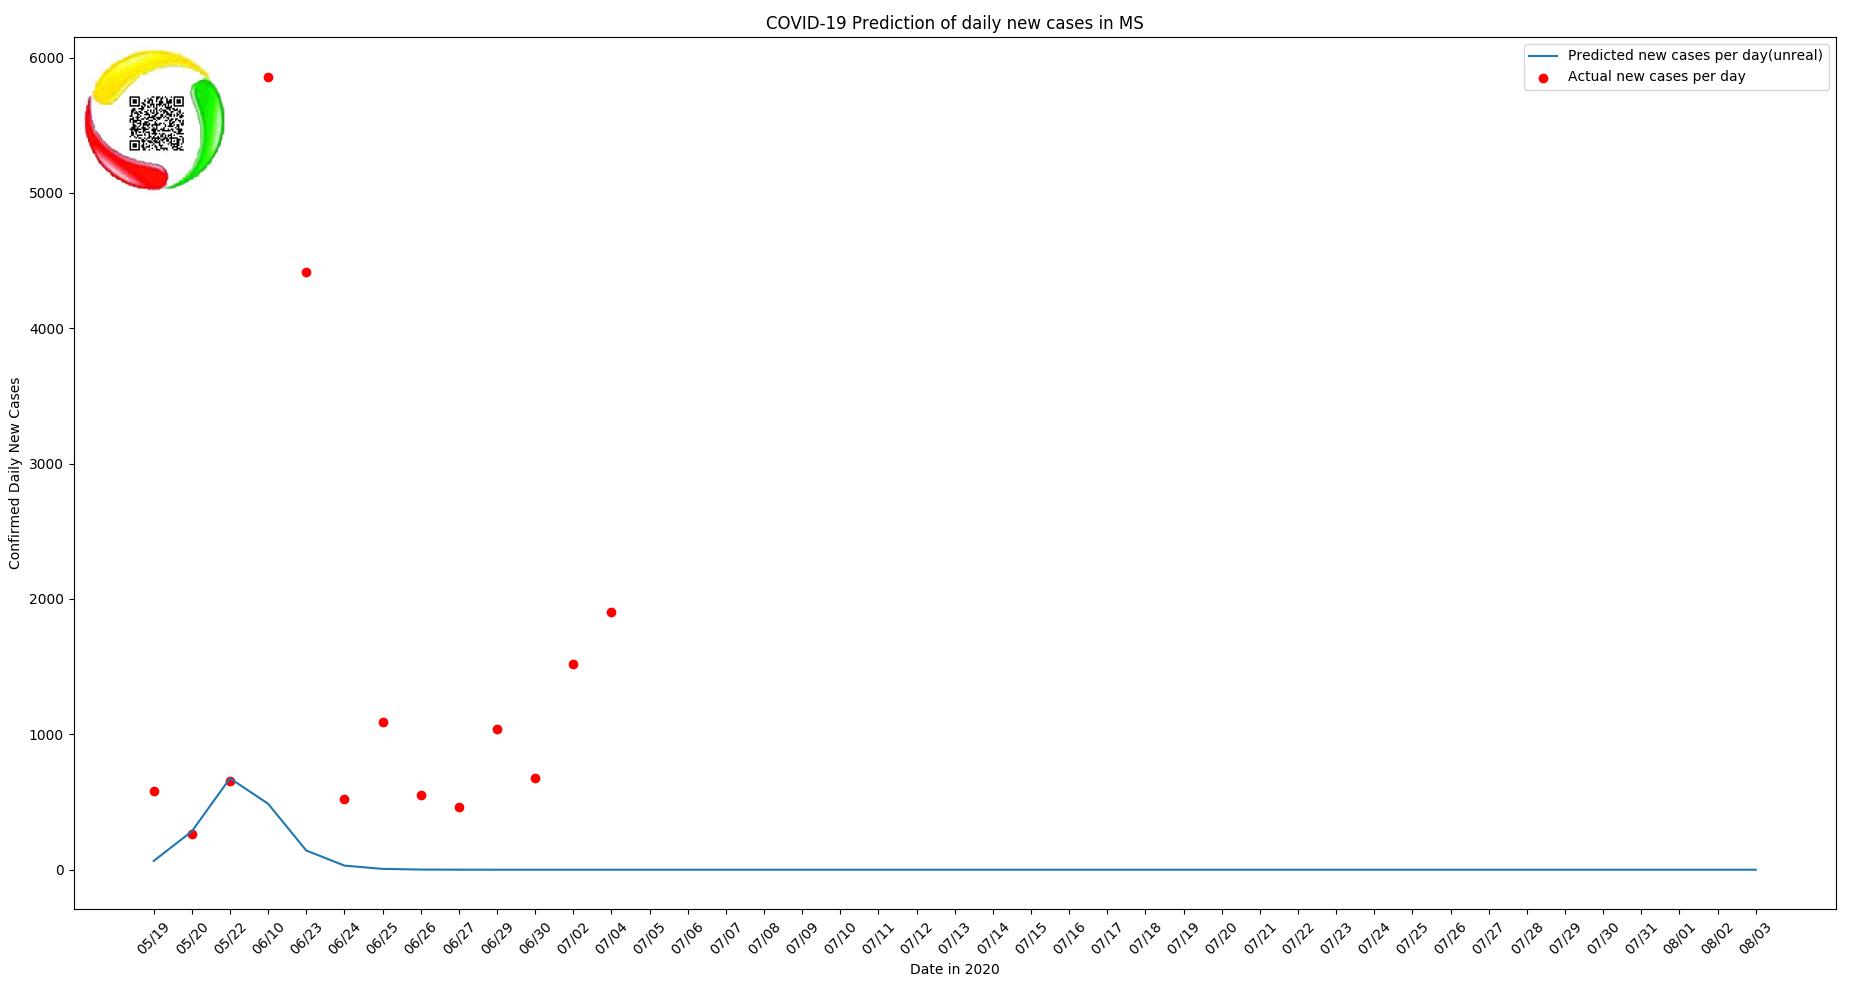 COVID-19 Prediction of daily new cases in MS
Predicted new cases per day(unreal)
Actual new cases per day
Confirmed Daily New Cases
6000
5000
4000
3000
2000
1000
0
05/19 05/20 05/22 06/10 06/23 06/24 06/25 06/26 06/27 06/29 06/30 07/02 07/04 07/05 07/06 07/07 07/08 07/09 07/10 07/11 07/12 07/13 07/14 07/15 07/16 07/17 07/18 07/19 07/20 07/21 07/22 07/23 07/24 07/25 07/26 07/27 07/28 07/29 07/30 07/31 08/01 08/02 08/03
Date in 2020